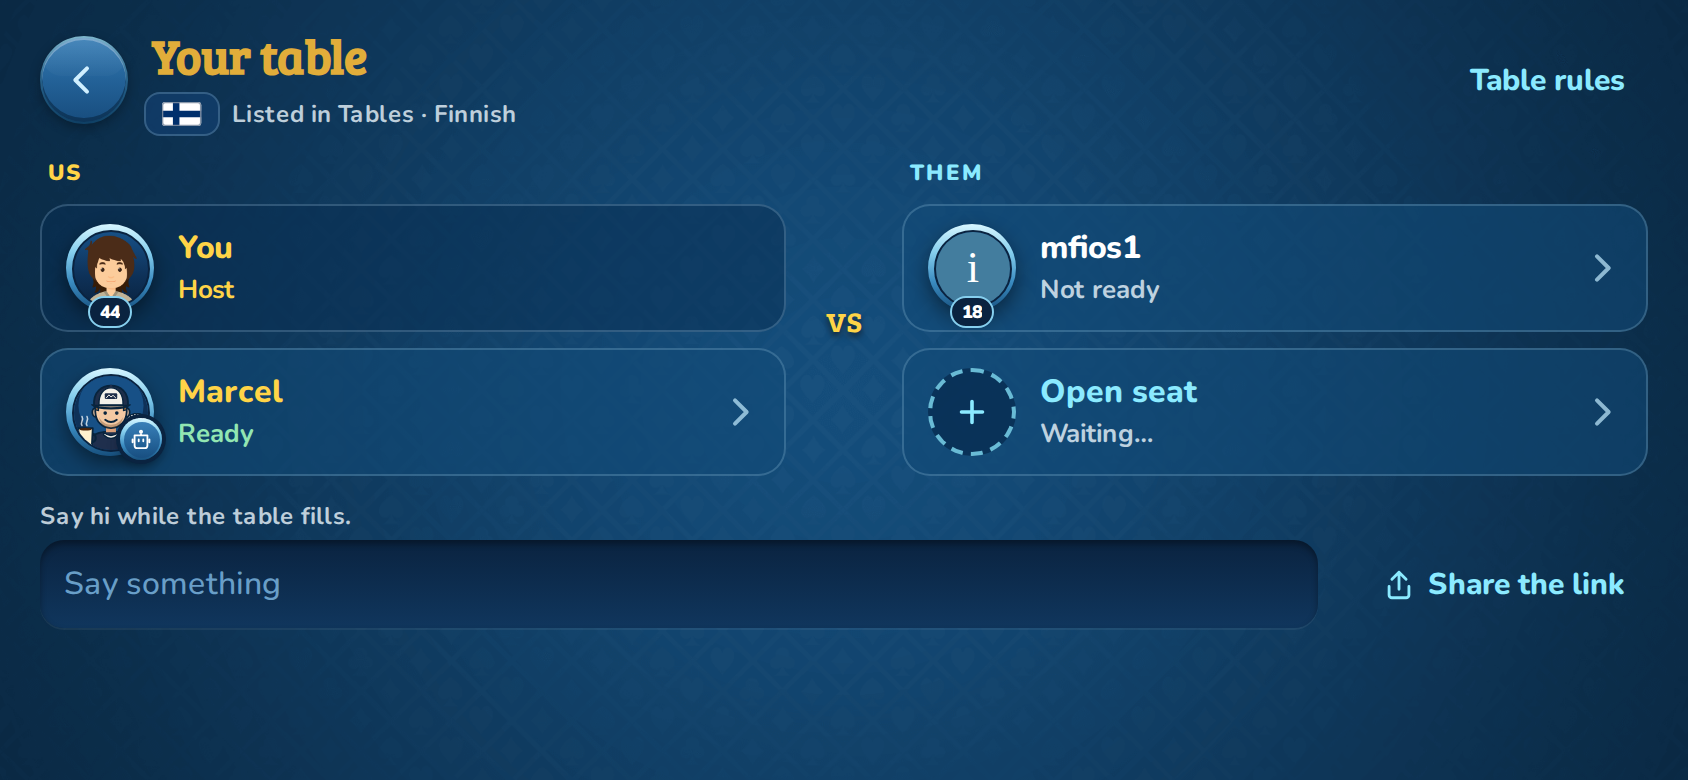 Your table
Listed in Tables · Finnish
Table rules
US
THEM
You
Host
44
mfios1
Not ready
i
18
vs
Marcel
Ready
Open seat
Waiting...
Say hi while the table fills.
Say something
Share the link